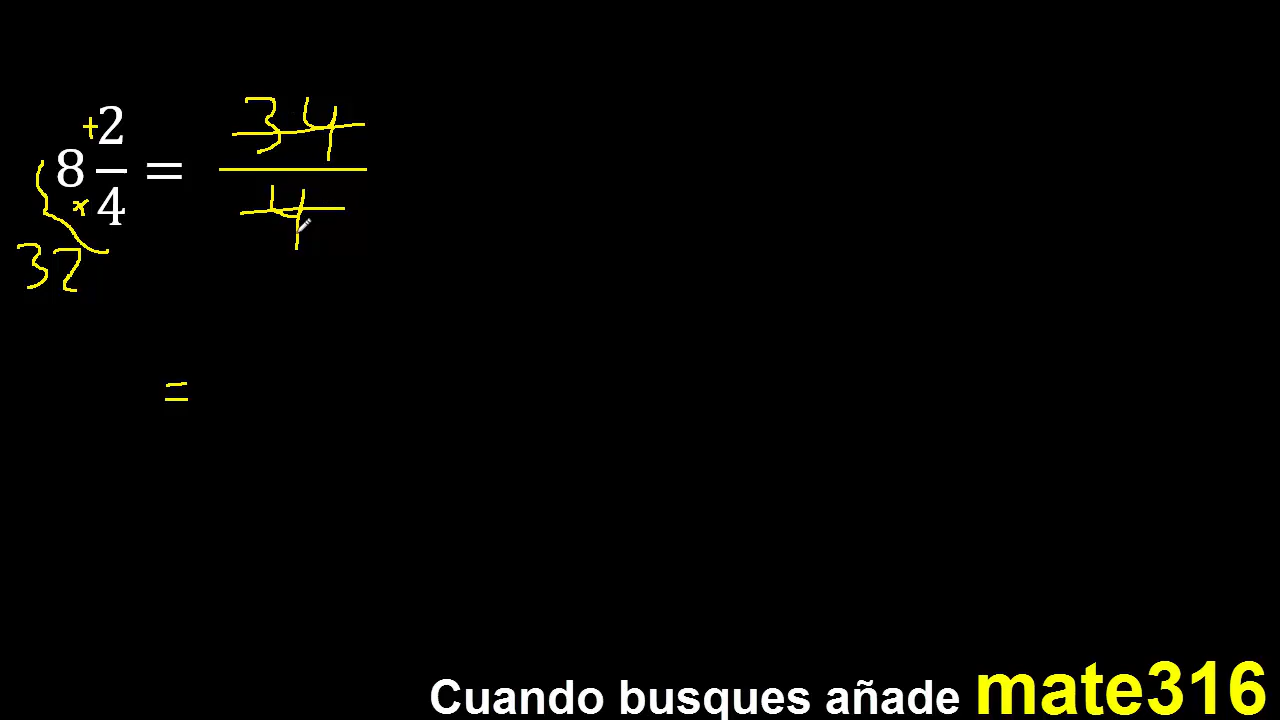 8 + 2/4 = 34/4
×
32
=
Cuando busques añade mate316